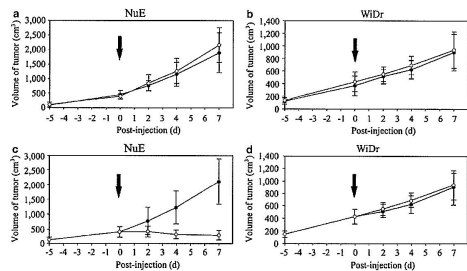 a NuE
Volume of tumor (cm³)
3,000
2,500
2,000
1,500
1,000
500
0
-5 -4 -3 -2 -1 0 1 2 3 4 5 6 7
Post-injection (d)
b WiDr
Volume of tumor (cm³)
1,400
1,200
1,000
800
600
400
200
0
-5 -4 -3 -2 -1 0 1 2 3 4 5 6 7
Post-injection (d)
c NuE
Volume of tumor (cm³)
3,000
2,500
2,000
1,500
1,000
500
0
-5 -4 -3 -2 -1 0 1 2 3 4 5 6 7
Post-injection (d)
d WiDr
Volume of tumor (cm³)
1,400
1,200
1,000
800
600
400
200
0
-5 -4 -3 -2 -1 0 1 2 3 4 5 6 7
Post-injection (d)